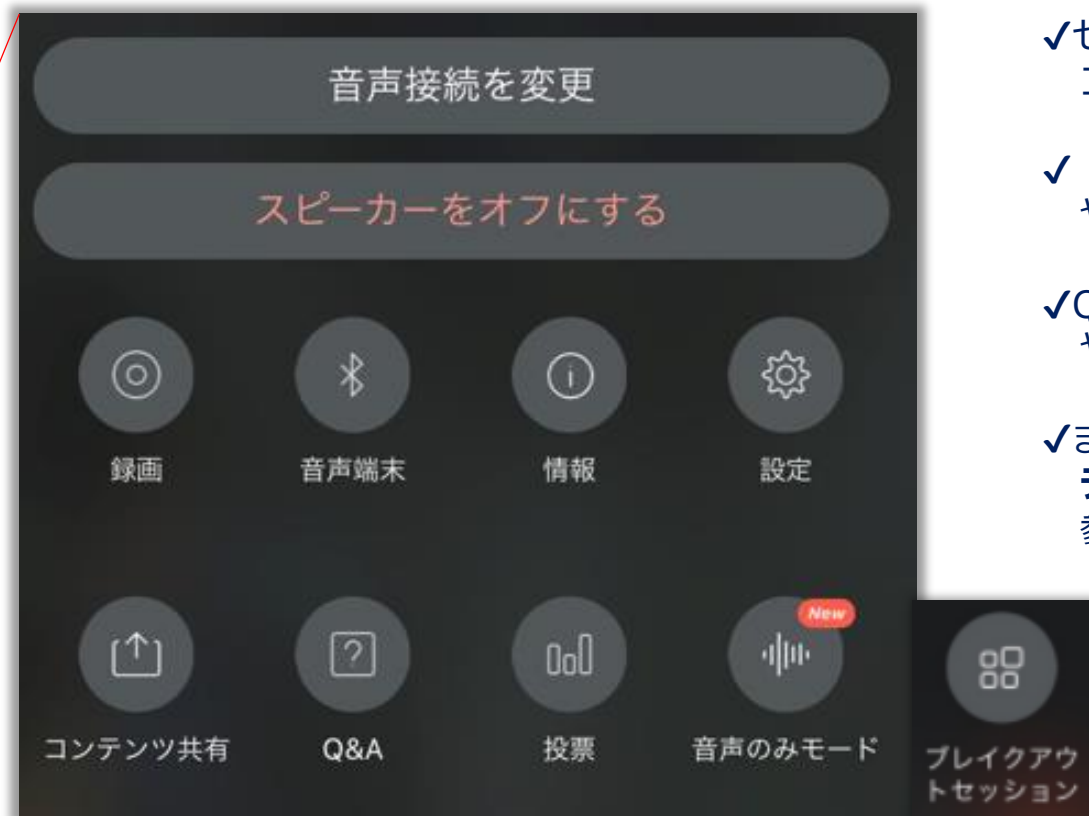 音声接続を変更
スピーカーをオフにする
録画
音声端末
情報
設定
New
コンテンツ共有
Q&A
投票
音声のみモード
ブレイクアウ
トセッション
✓セ
✓
✓Q
✓ま